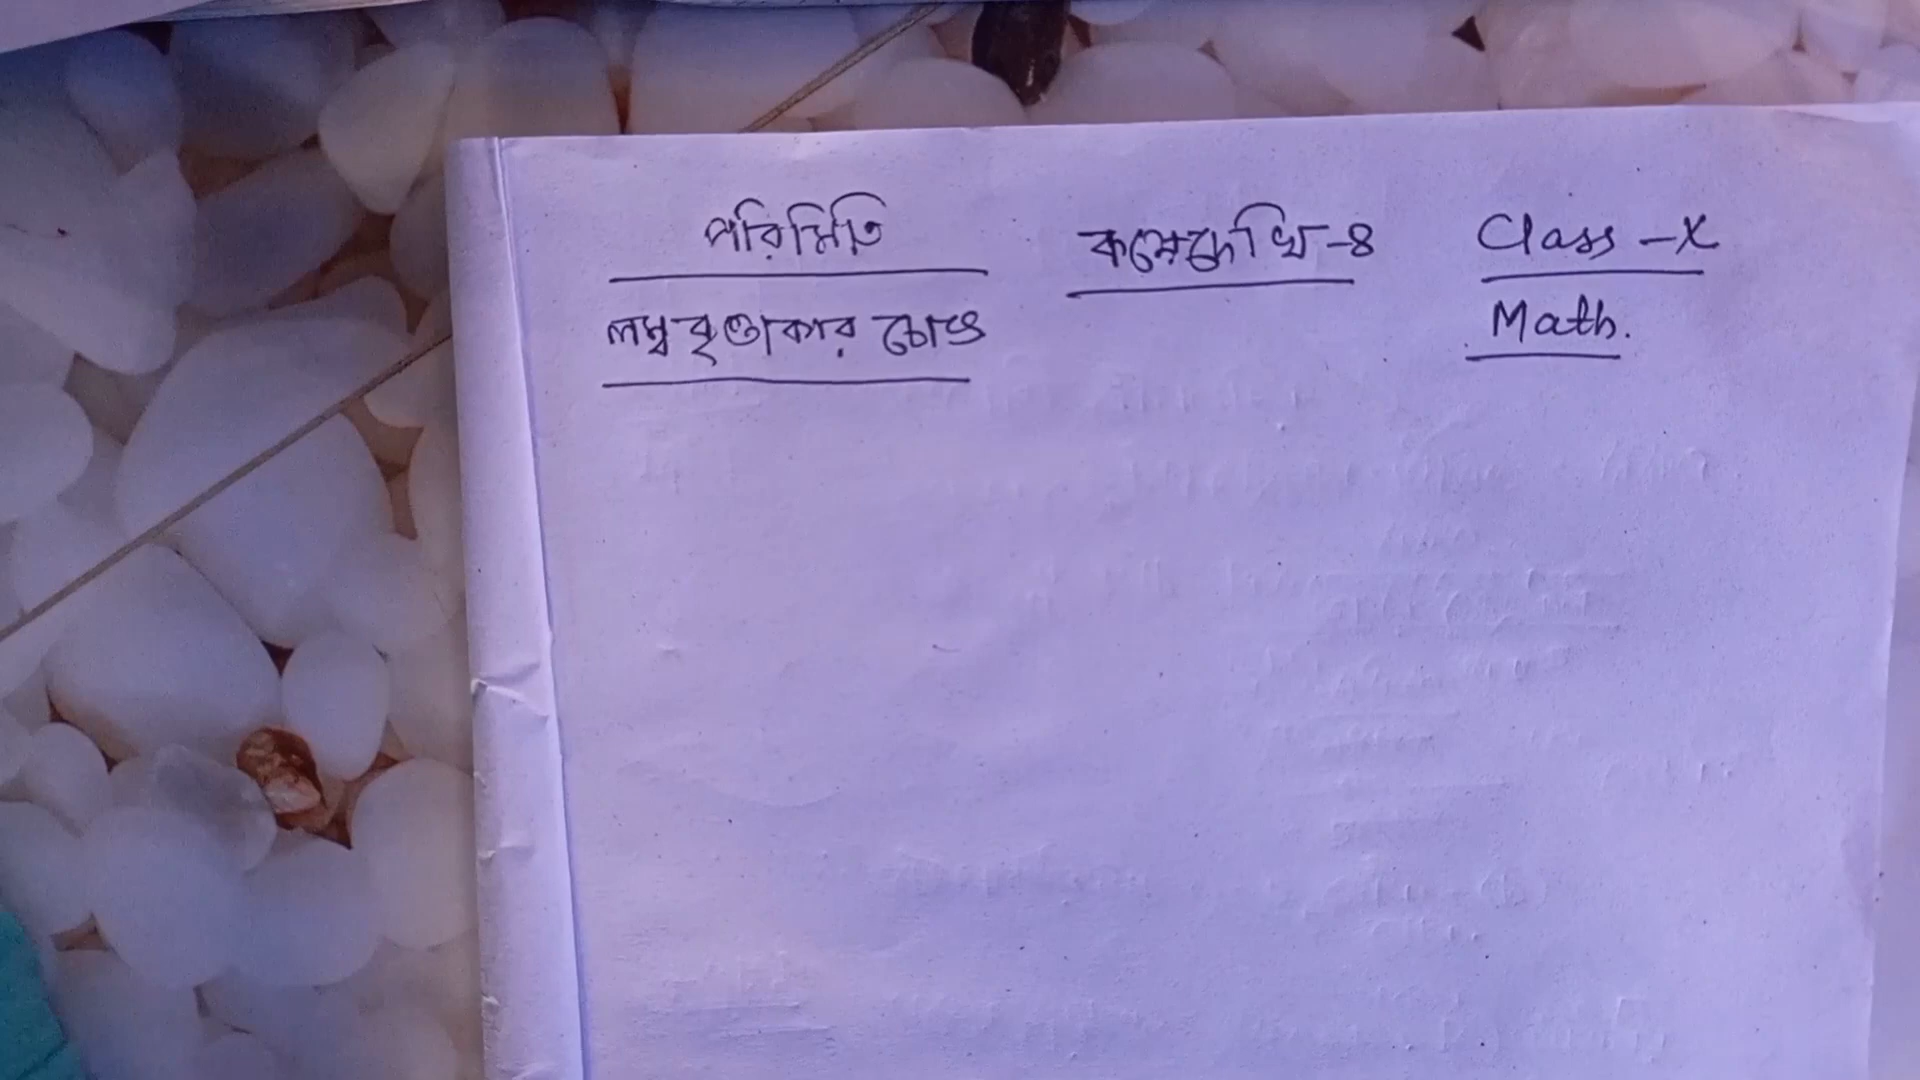 পরিমিতি কষেদেখি-৪ Class - X
লম্ব বৃত্তাকার চোঙ Math.